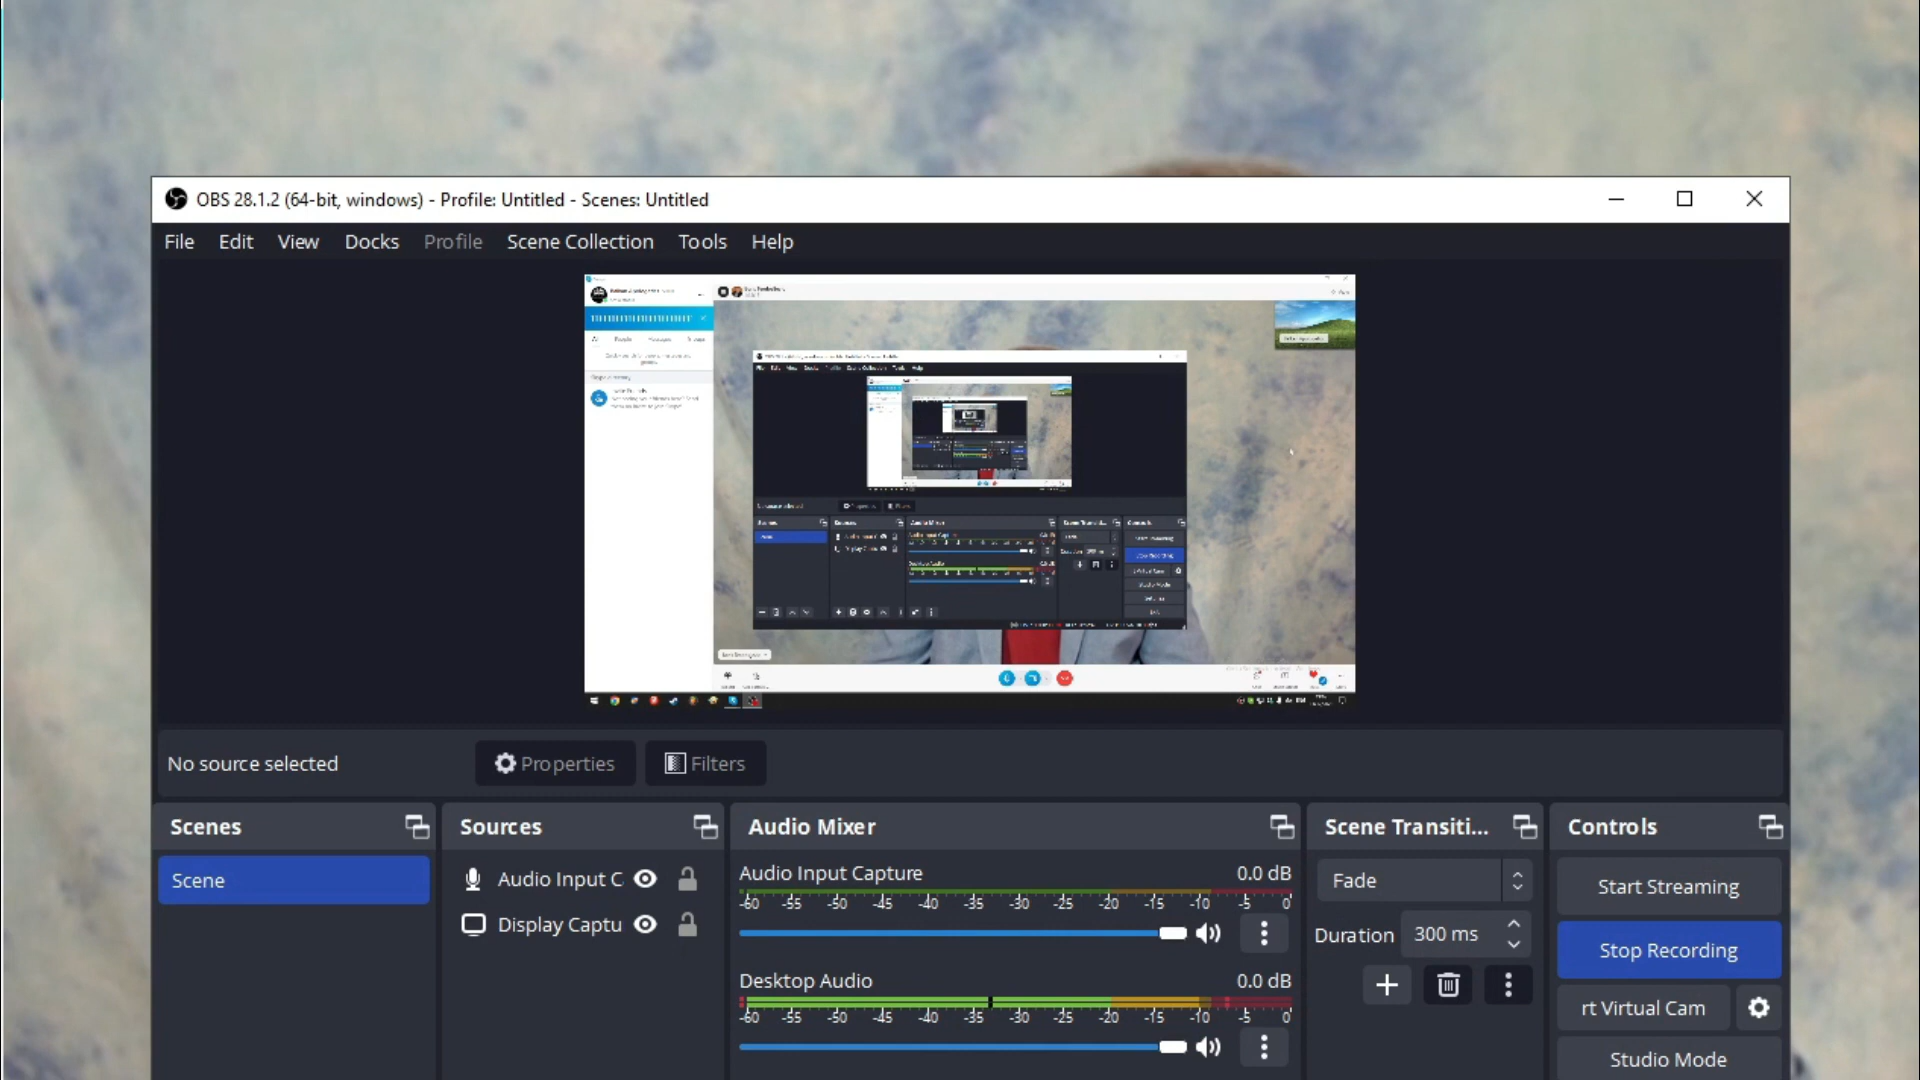 OBS 28.1.2 (64-bit, windows) - Profile: Untitled - Scenes: Untitled
File Edit View Docks Profile Scene Collection Tools Help
No source selected Properties Filters
Scenes Sources Audio Mixer Scene Transiti... Controls
Scene
Audio Input C
Display Captu
Audio Input Capture 0.0 dB
-60 -55 -50 -45 -40 -35 -30 -25 -20 -15 -10 -5 0
Desktop Audio 0.0 dB
-60 -55 -50 -45 -40 -35 -30 -25 -20 -15 -10 -5 0
Fade
Duration 300 ms
Start Streaming
Stop Recording
rt Virtual Cam
Studio Mode